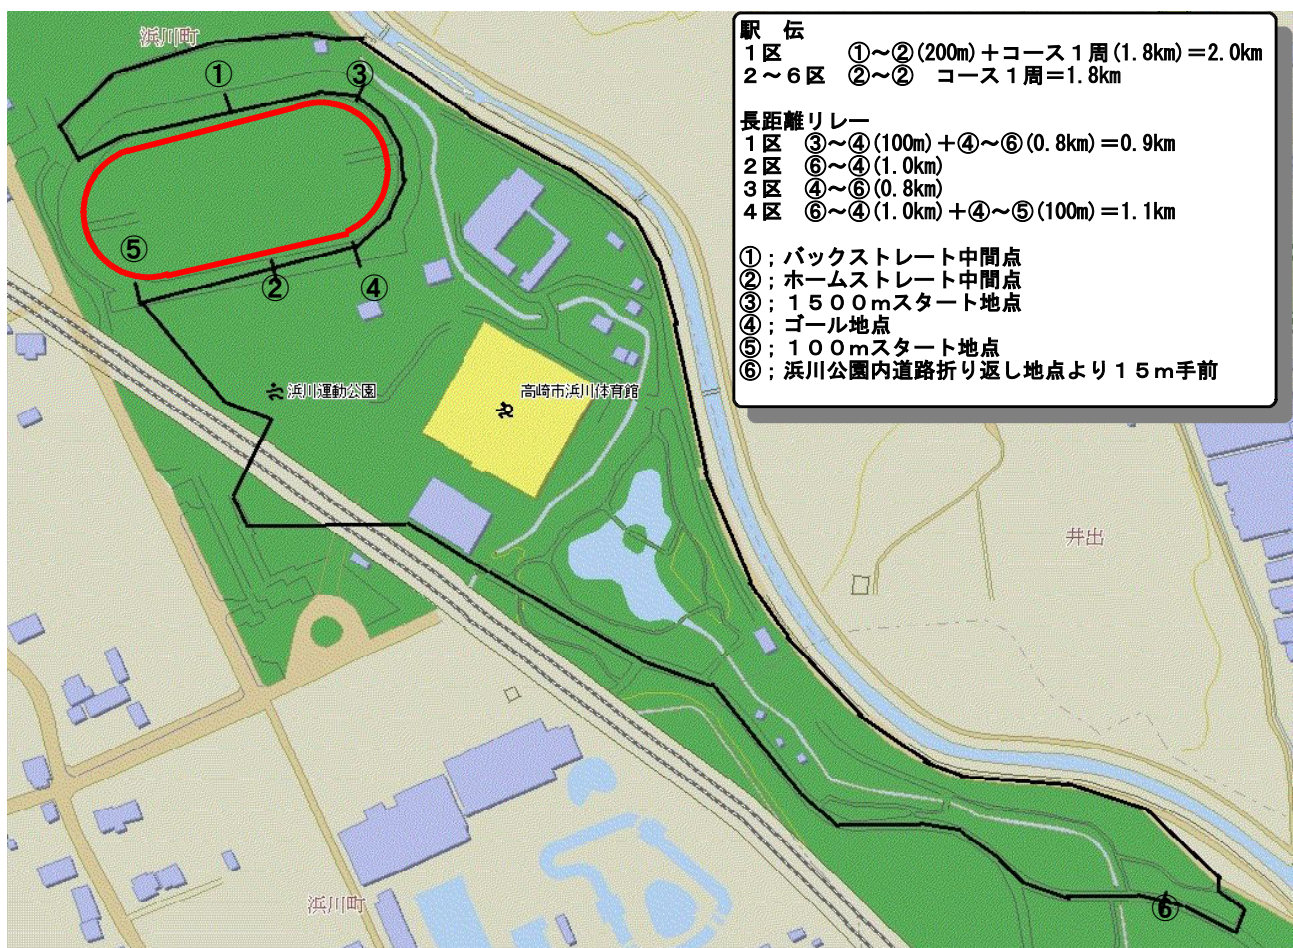 駅　伝
１区　　　①～②(200m)＋コース１周(1.8km)＝2.0km
２～６区　②～②　コース１周＝1.8km
長距離リレー
１区　③～④(100m)＋④～⑥(0.8km)＝0.9km
２区　⑥～④(1.0km)
３区　④～⑥(0.8km)
４区　⑥～④(1.0km)＋④～⑤(100m)＝1.1km
①；バックストレート中間点
②；ホームストレート中間点
③；１５００ｍスタート地点
④；ゴール地点
⑤；１００ｍスタート地点
⑥；浜川公園内道路折り返し地点より１５ｍ手前
浜川町
①
③
⑤
②
④
浜川運動公園
高崎市浜川体育館
井出
浜川町
⑥